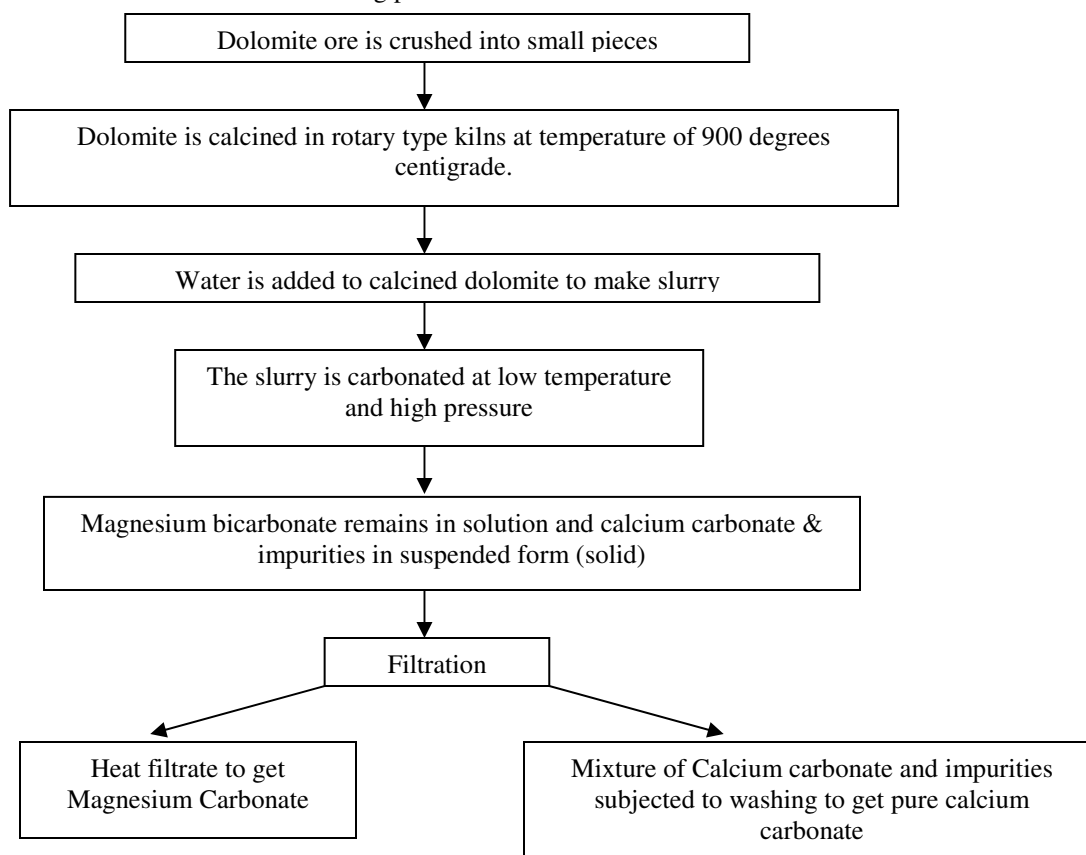 Dolomite ore is crushed into small pieces
Dolomite is calcined in rotary type kilns at temperature of 900 degrees
centigrade.
Water is added to calcined dolomite to make slurry
The slurry is carbonated at low temperature
and high pressure
Magnesium bicarbonate remains in solution and calcium carbonate &
impurities in suspended form (solid)
Filtration
Heat filtrate to get
Magnesium Carbonate
Mixture of Calcium carbonate and impurities
subjected to washing to get pure calcium
carbonate